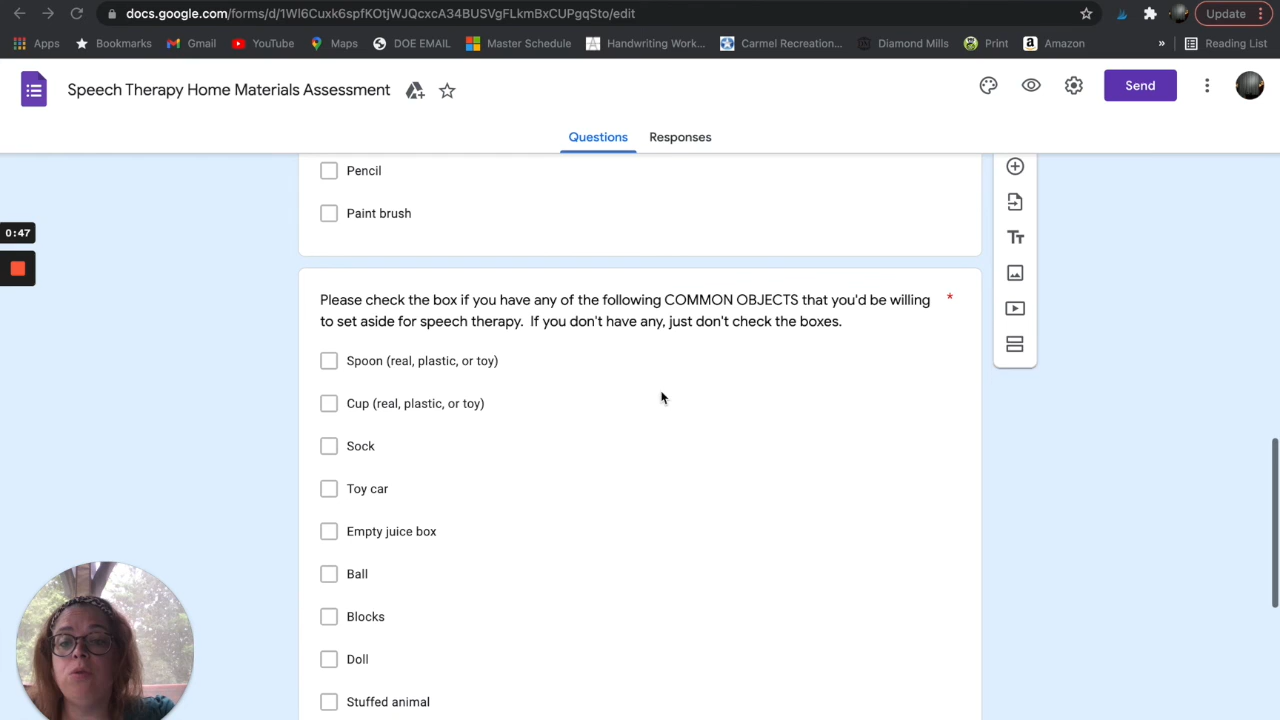 docs.google.com/forms/d/1Wl6Cuxk6spfKOtjWJQcxcA34BUSVgFLkmBxCUPgqSto/edit
Update
Apps
Bookmarks
Gmail
YouTube
Maps
DOE EMAIL
Master Schedule
Handwriting Work...
Carmel Recreation...
Diamond Mills
Print
Amazon
»
Reading List
Speech Therapy Home Materials Assessment
Send
Questions
Responses
Pencil
Paint brush
0:47
Please check the box if you have any of the following COMMON OBJECTS that you'd be willing *
to set aside for speech therapy. If you don't have any, just don't check the boxes.
Spoon (real, plastic, or toy)
Cup (real, plastic, or toy)
Sock
Toy car
Empty juice box
Ball
Blocks
Doll
Stuffed animal
Tt